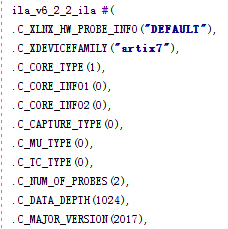 ila_v6_2_2_ila #(
.C_XLNX_HW_PROBE_INFO("DEFAULT"),
.C_XDEVICEFAMILY("artix7"),
.C_CORE_TYPE(1),
.C_CORE_INFO1(0),
.C_CORE_INFO2(0),
.C_CAPTURE_TYPE(0),
.C_MU_TYPE(0),
.C_TC_TYPE(0),
.C_NUM_OF_PROBES(2),
.C_DATA_DEPTH(1024),
.C_MAJOR_VERSION(2017),